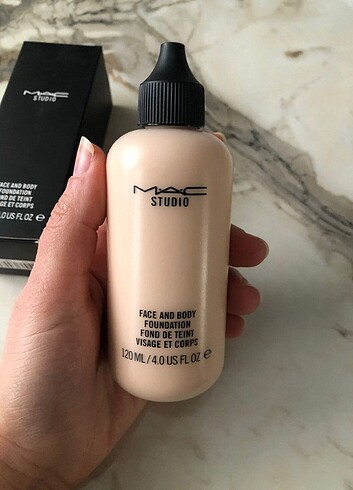 MAC
STUDIO
FACE AND BODY
FOUNDATION
FOND DE TEINT
VISAGE ET CORPS
4.0 US FL OZ ℮
MAC
STUDIO
FACE AND BODY
FOUNDATION
FOND DE TEINT
VISAGE ET CORPS
120 ML / 4.0 US FL OZ ℮